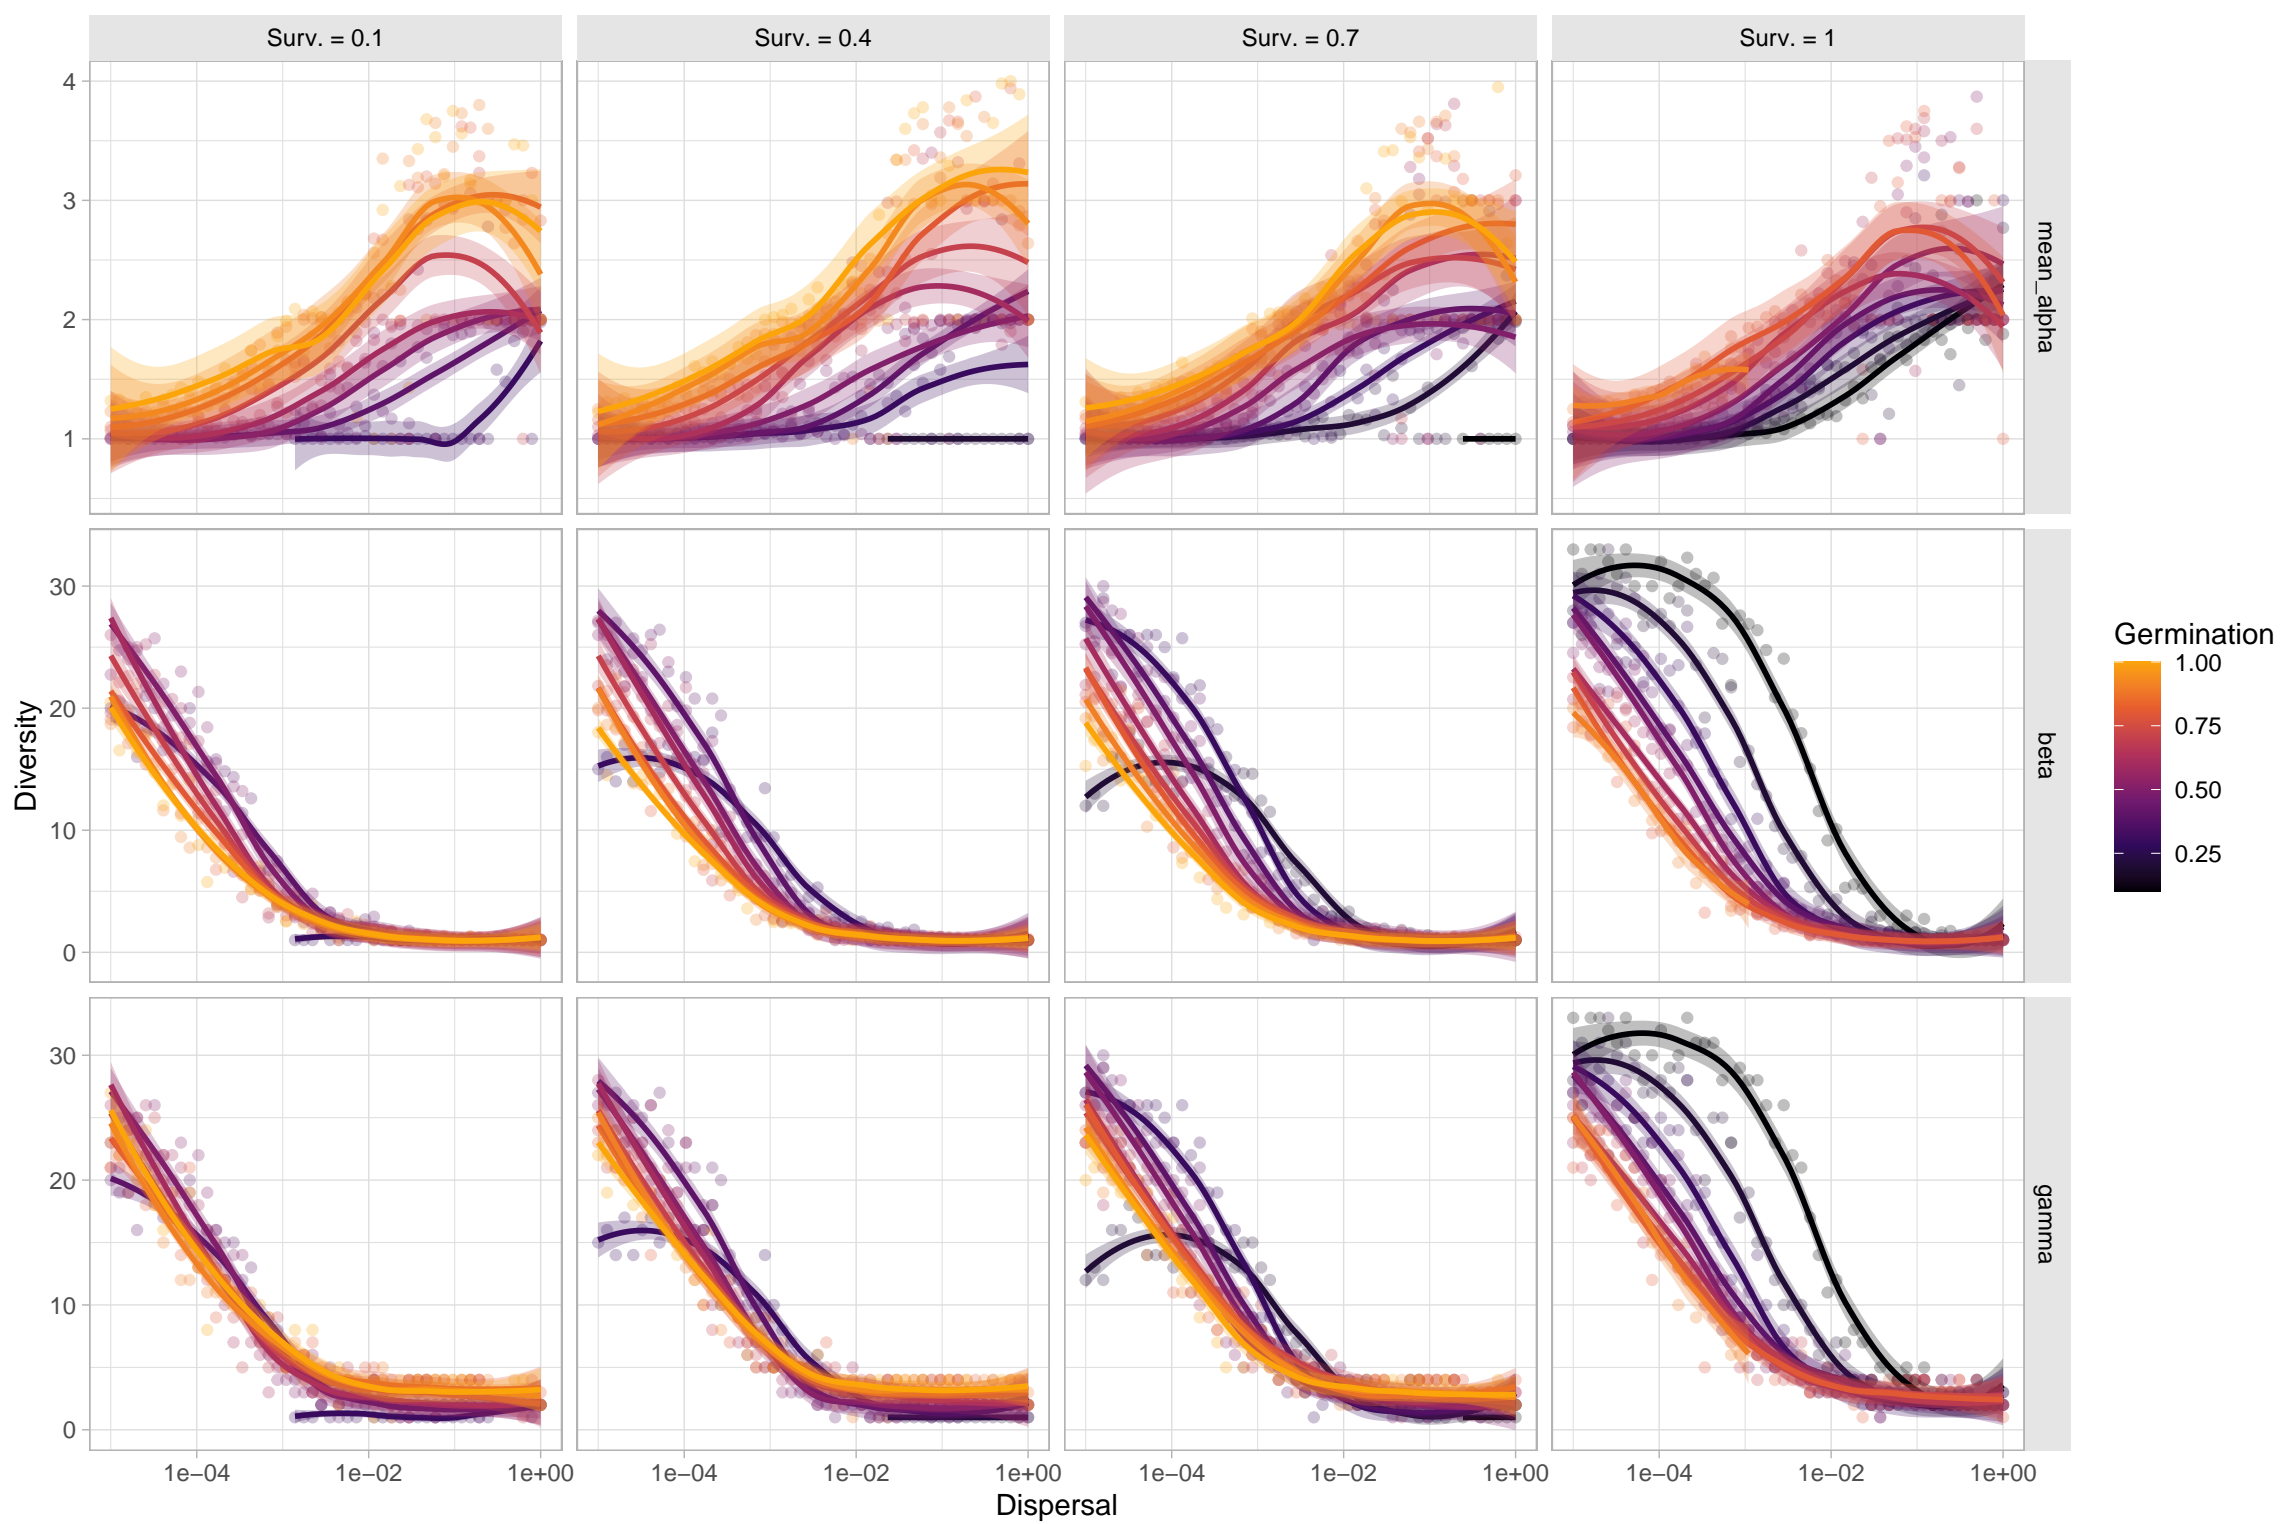 Surv. = 0.1 Surv. = 0.4 Surv. = 0.7 Surv. = 1
4
3
2
1
mean_alpha
30
20
10
0
beta
30
20
10
0
gamma
Diversity
1e−04 1e−02 1e+00 1e−04 1e−02 1e+00 1e−04 1e−02 1e+00 1e−04 1e−02 1e+00
Dispersal
Germination
1.00
0.75
0.50
0.25